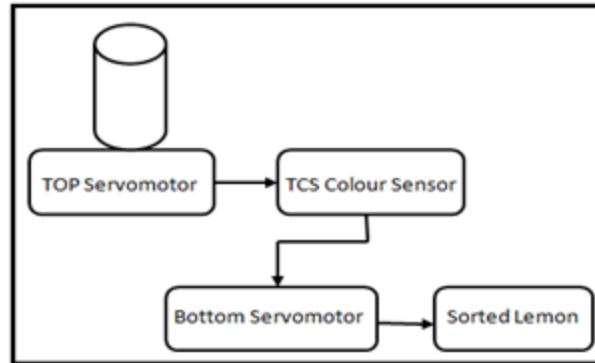 TOP Servomotor
TCS Colour Sensor
Bottom Servomotor
Sorted Lemon